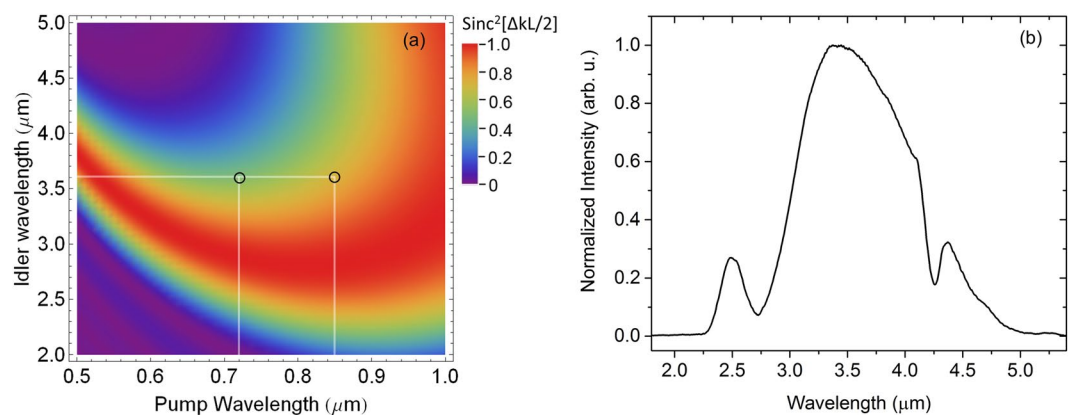 Sinc²[ΔkL/2]
(a)
5.0
4.5
4.0
3.5
3.0
2.5
2.0
Idler wavelength (μm)
0.5 0.6 0.7 0.8 0.9 1.0
Pump Wavelength (μm)
1.0
0.8
0.6
0.4
0.2
0
(b)
1.0
0.8
0.6
0.4
0.2
0.0
Normalized Intensity (arb. u.)
2.0 2.5 3.0 3.5 4.0 4.5 5.0
Wavelength (μm)